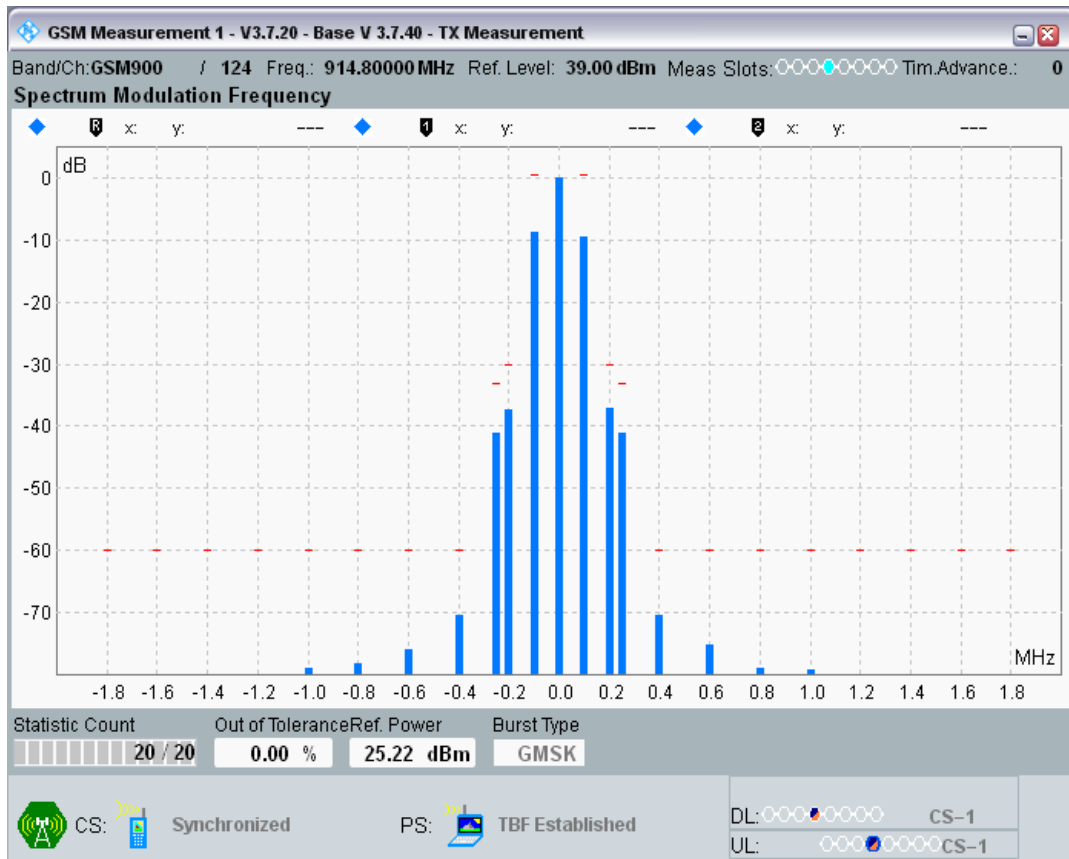 GSM Measurement 1 - V3.7.20 - Base V 3.7.40 - TX Measurement
Band/Ch:GSM900 / 124 Freq.: 914.80000 MHz Ref. Level: 39.00 dBm Meas Slots: Tim.Advance.: 0
Spectrum Modulation Frequency
R x: y: --- 1 x: y: --- 2 x: y: ---
dB
0
-10
-20
-30
-40
-50
-60
-70
MHz
-1.8 -1.6 -1.4 -1.2 -1.0 -0.8 -0.6 -0.4 -0.2 0.0 0.2 0.4 0.6 0.8 1.0 1.2 1.4 1.6 1.8
Statistic Count Out of Tolerance Ref. Power Burst Type
20 / 20 0.00 % 25.22 dBm GMSK
CS: Synchronized PS: TBF Established DL: CS-1
UL: CS-1